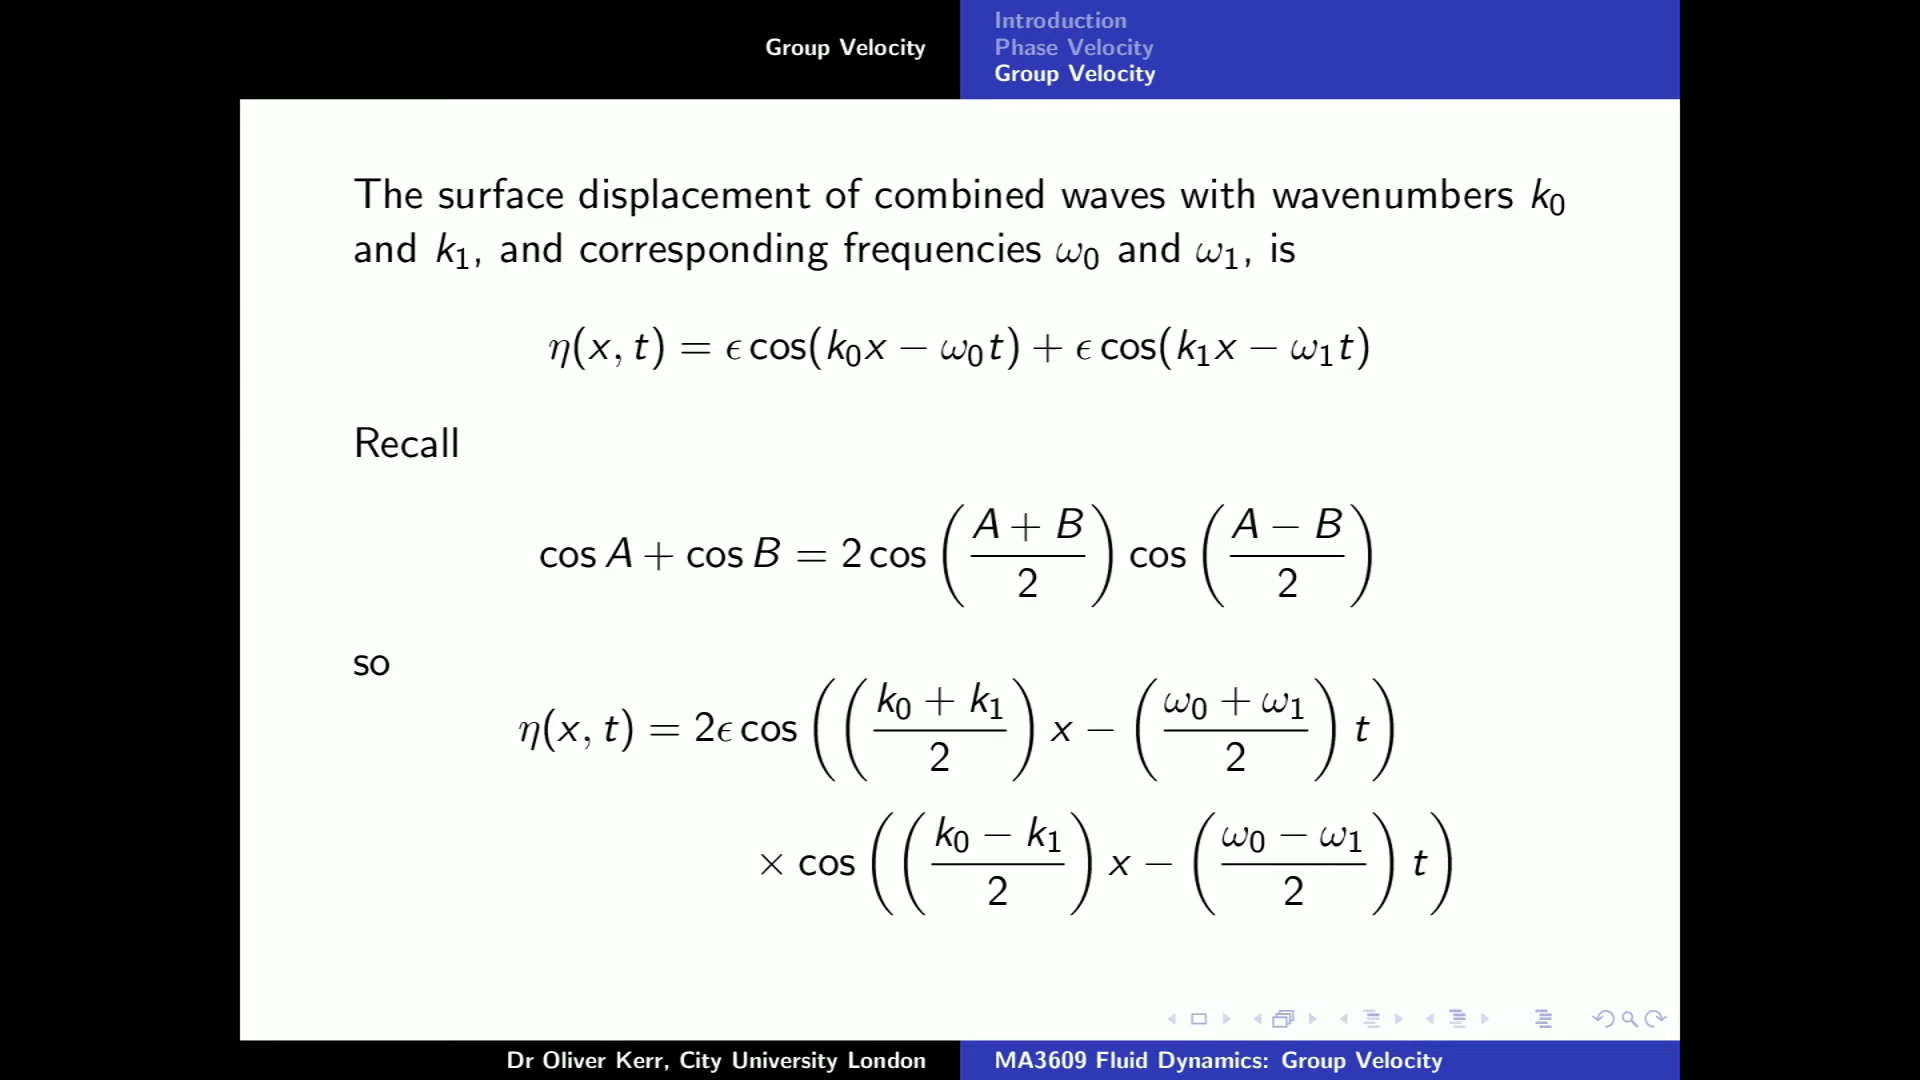 Group Velocity
Introduction
Phase Velocity
Group Velocity
The surface displacement of combined waves with wavenumbers k₀
and k₁, and corresponding frequencies ω₀ and ω₁, is
η(x, t) = ϵ cos(k₀x − ω₀t) + ϵ cos(k₁x − ω₁t)
Recall
cos A + cos B = 2 cos ((A + B)/2) cos ((A − B)/2)
so
η(x, t) = 2ϵ cos (((k₀ + k₁)/2) x − ((ω₀ + ω₁)/2) t)
× cos (((k₀ − k₁)/2) x − ((ω₀ − ω₁)/2) t)
Dr Oliver Kerr, City University London
MA3609 Fluid Dynamics: Group Velocity